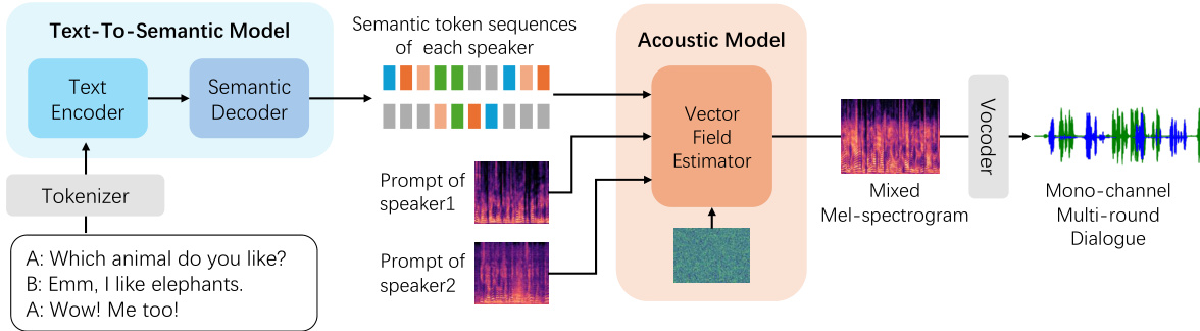 Text-To-Semantic Model
Text
Encoder
Semantic
Decoder
Tokenizer
A: Which animal do you like?
B: Emm, I like elephants.
A: Wow! Me too!
Semantic token sequences
of each speaker
Prompt of
speaker1
Prompt of
speaker2
Acoustic Model
Vector
Field
Estimator
Mixed
Mel-spectrogram
Vocoder
Mono-channel
Multi-round
Dialogue